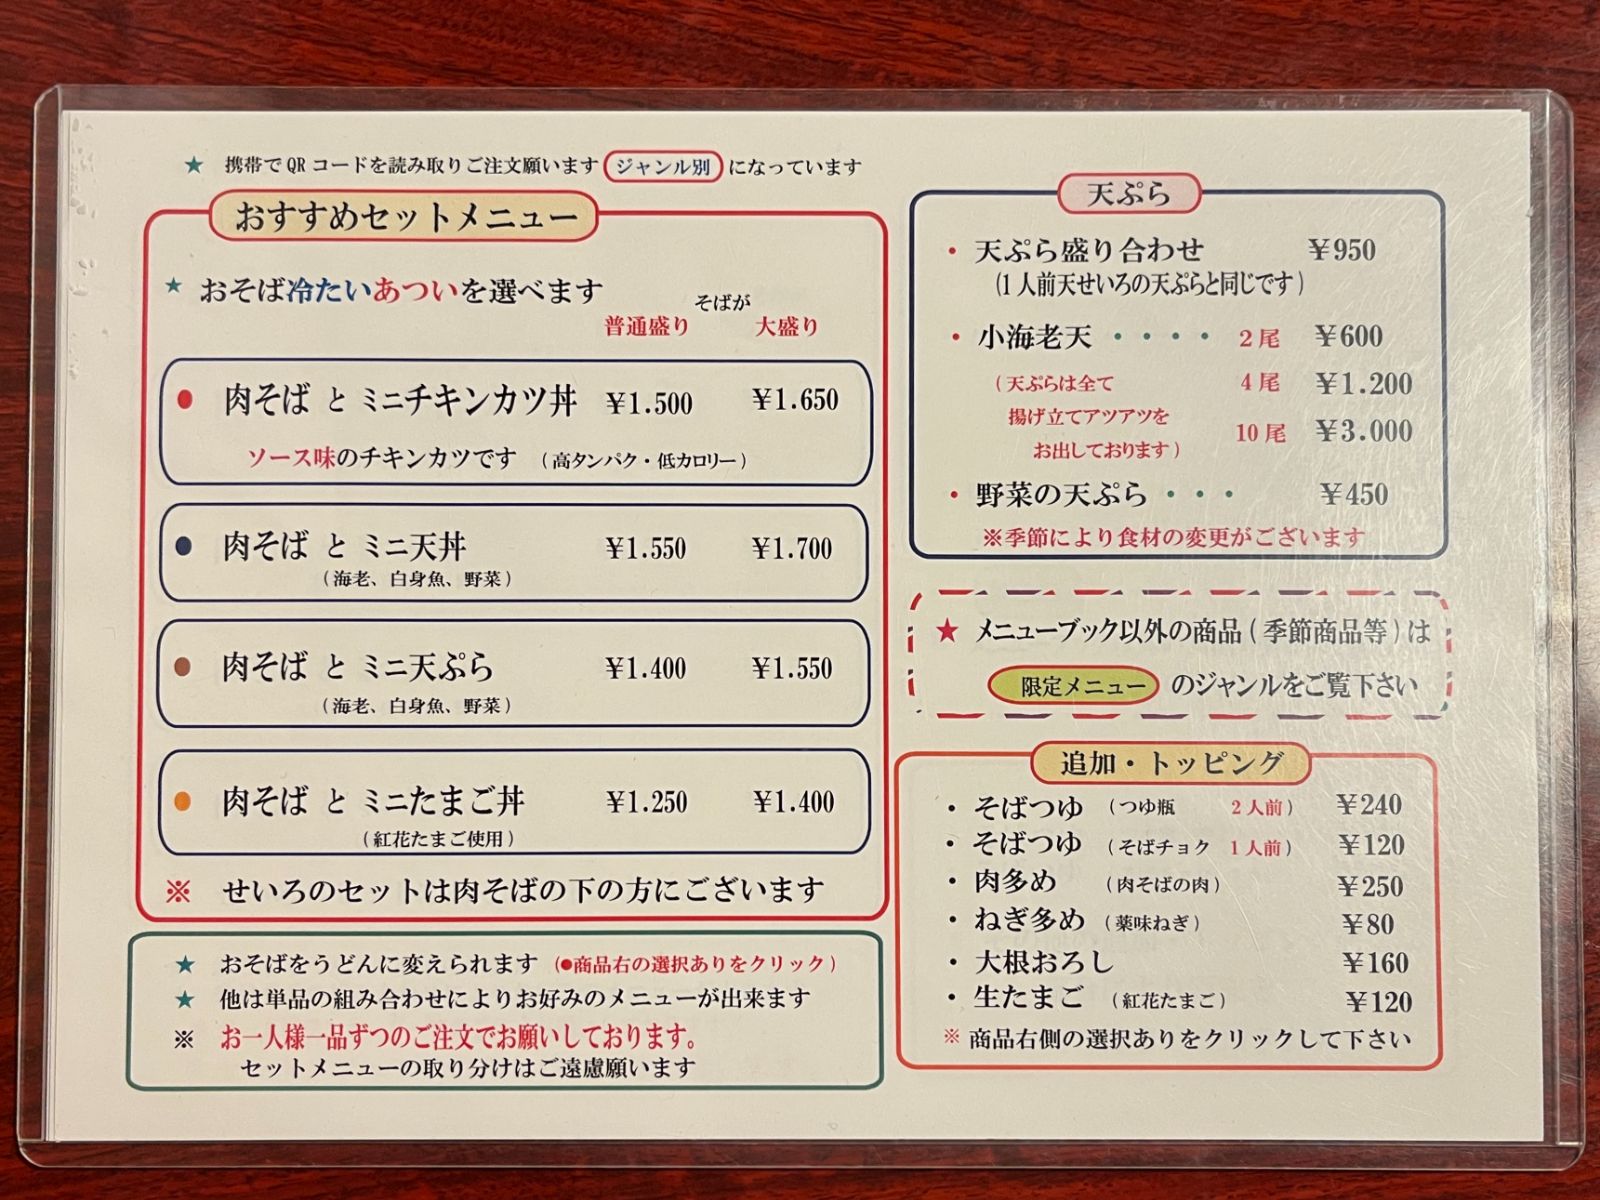 ★ 携帯でQRコードを読み取りご注文願います ジャンル別 になっています
おすすめセットメニュー
★ おそば冷たいあついを選べます
そばが
普通盛り 大盛り
● 肉そば と ミニチキンカツ丼 ¥1.500 ¥1.650
ソース味のチキンカツです (高タンパク・低カロリー)
● 肉そば と ミニ天丼 ¥1.550 ¥1.700
(海老、白身魚、野菜)
● 肉そば と ミニ天ぷら ¥1.400 ¥1.550
(海老、白身魚、野菜)
● 肉そば と ミニたまご丼 ¥1.250 ¥1.400
(紅花たまご使用)
※ せいろのセットは肉そばの下の方にございます
★ おそばをうどんに変えられます (●商品右の選択ありをクリック)
★ 他は単品の組み合わせによりお好みのメニューが出来ます
※ お一人様一品ずつのご注文でお願いしております。
セットメニューの取り分けはご遠慮願います
天ぷら
・ 天ぷら盛り合わせ ¥950
(1人前天せいろの天ぷらと同じです)
・ 小海老天 ・・・・ 2尾 ¥600
(天ぷらは全て 4尾 ¥1.200
揚げ立てアツアツを 10尾 ¥3.000
お出ししております)
・ 野菜の天ぷら ・・・ ¥450
※季節により食材の変更がございます
★ メニューブック以外の商品(季節商品等)は
限定メニュー のジャンルをご覧下さい
追加・トッピング
・ そばつゆ (つゆ瓶 2人前) ¥240
・ そばつゆ (そばチョク 1人前) ¥120
・ 肉多め (肉そばの肉) ¥250
・ ねぎ多め (薬味ねぎ) ¥80
・ 大根おろし ¥160
・ 生たまご (紅花たまご) ¥120
※ 商品右側の選択ありをクリックして下さい